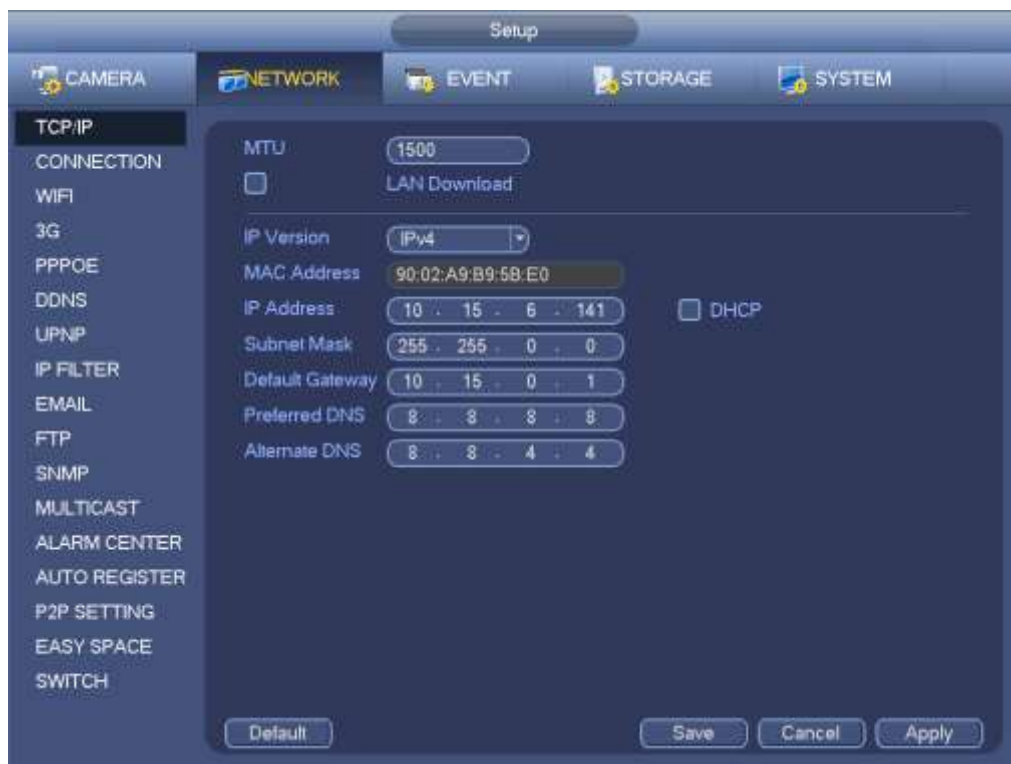 Setup
CAMERA NETWORK EVENT STORAGE SYSTEM
TCP/IP
CONNECTION
WIFI
3G
PPPOE
DDNS
UPNP
IP FILTER
EMAIL
FTP
SNMP
MULTICAST
ALARM CENTER
AUTO REGISTER
P2P SETTING
EASY SPACE
SWITCH
MTU 1500
LAN Download
IP Version IPv4
MAC Address 90:02:A9:B9:5B:E0
IP Address 10 . 15 . 6 . 141 DHCP
Subnet Mask 255 . 255 . 0 . 0
Default Gateway 10 . 15 . 0 . 1
Preferred DNS 8 . 8 . 8 . 8
Alternate DNS 8 . 8 . 4 . 4
Default Save Cancel Apply